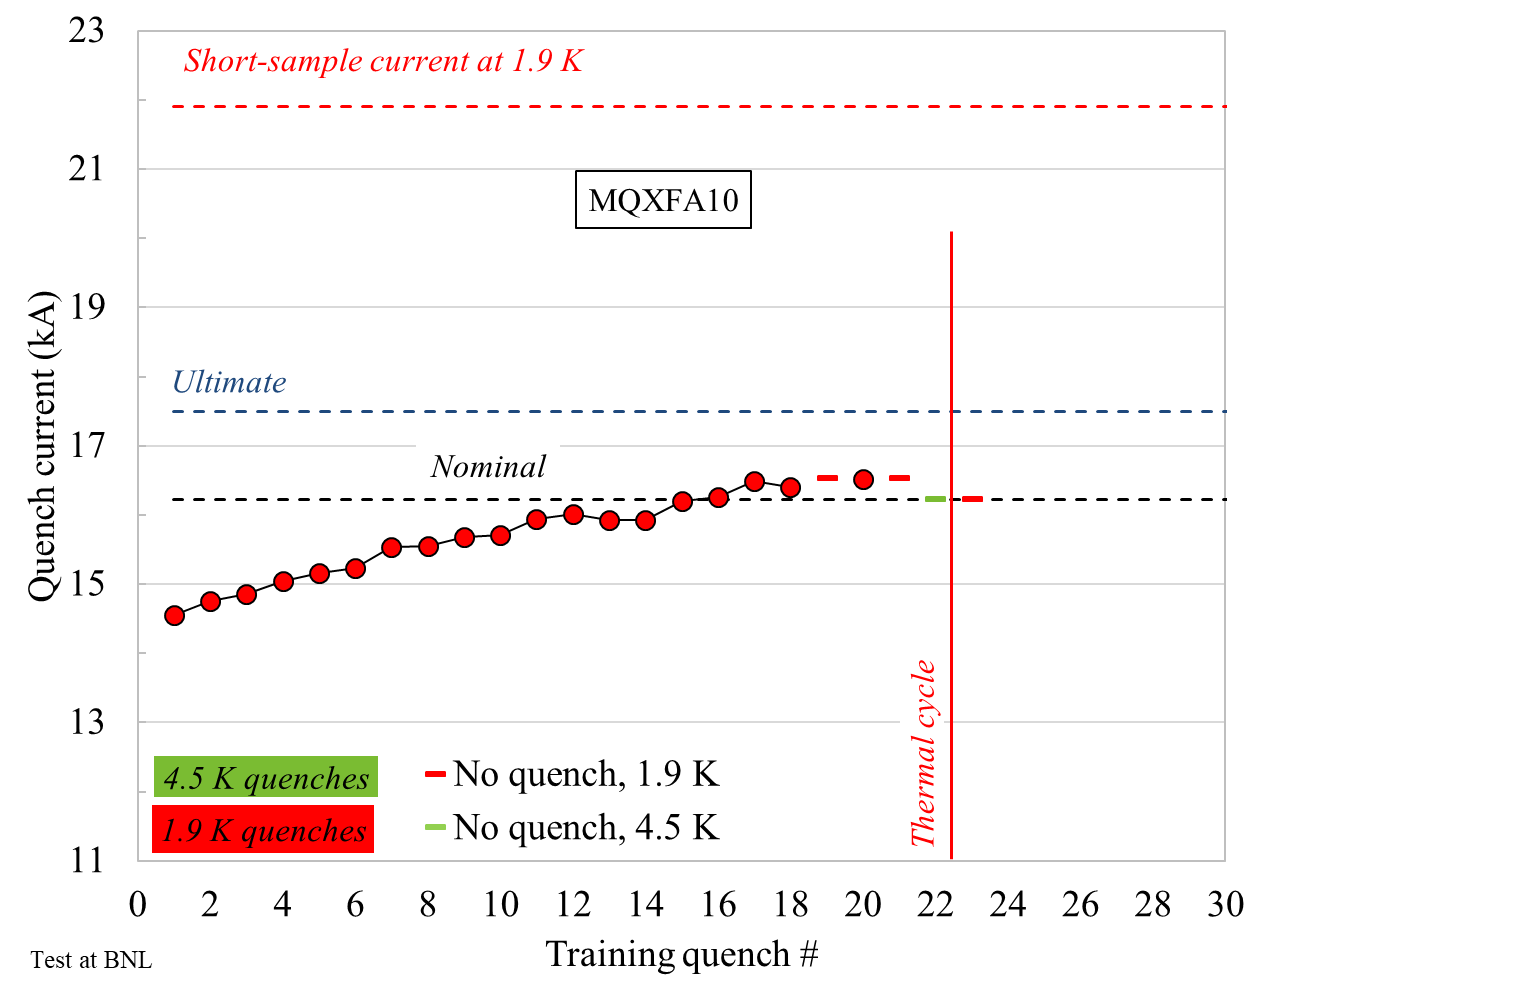 23
Short-sample current at 1.9 K
21
MQXFA10
19
Ultimate
17
Nominal
Quench current (kA)
15
13
Thermal cycle
4.5 K quenches
No quench, 1.9 K
1.9 K quenches
No quench, 4.5 K
11
0 2 4 6 8 10 12 14 16 18 20 22 24 26 28 30
Training quench #
Test at BNL